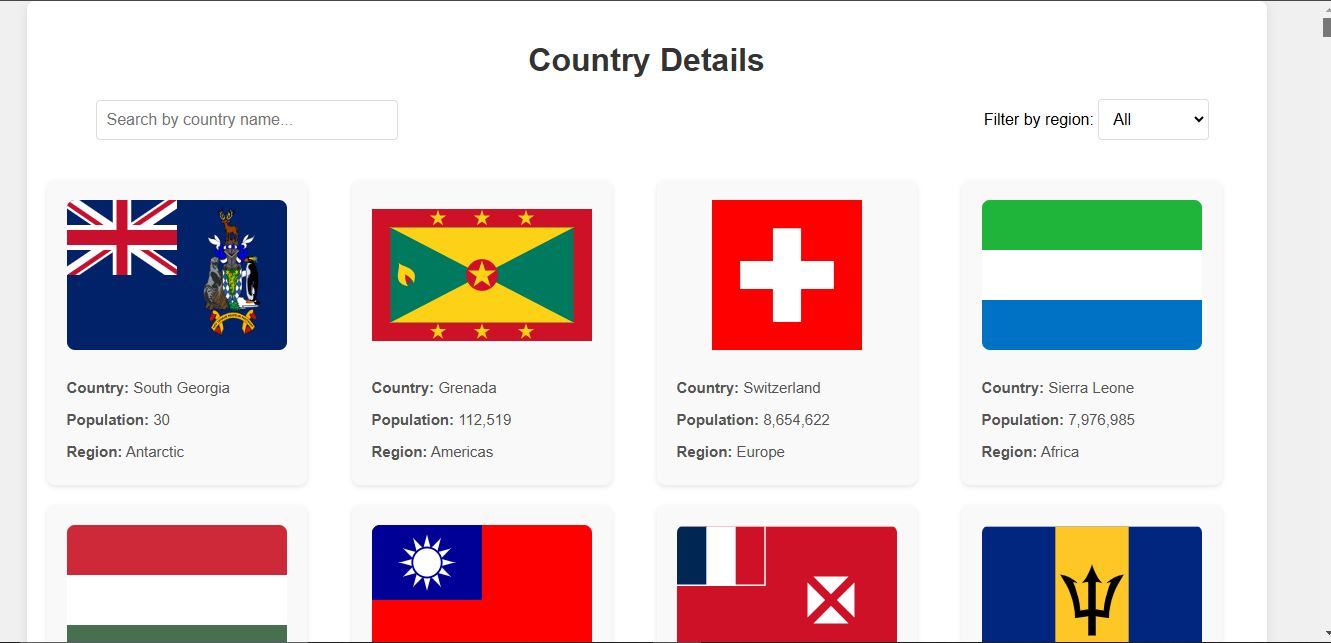 Country Details
Search by country name...
Filter by region: All
Country: South Georgia
Population: 30
Region: Antarctic
Country: Grenada
Population: 112,519
Region: Americas
Country: Switzerland
Population: 8,654,622
Region: Europe
Country: Sierra Leone
Population: 7,976,985
Region: Africa